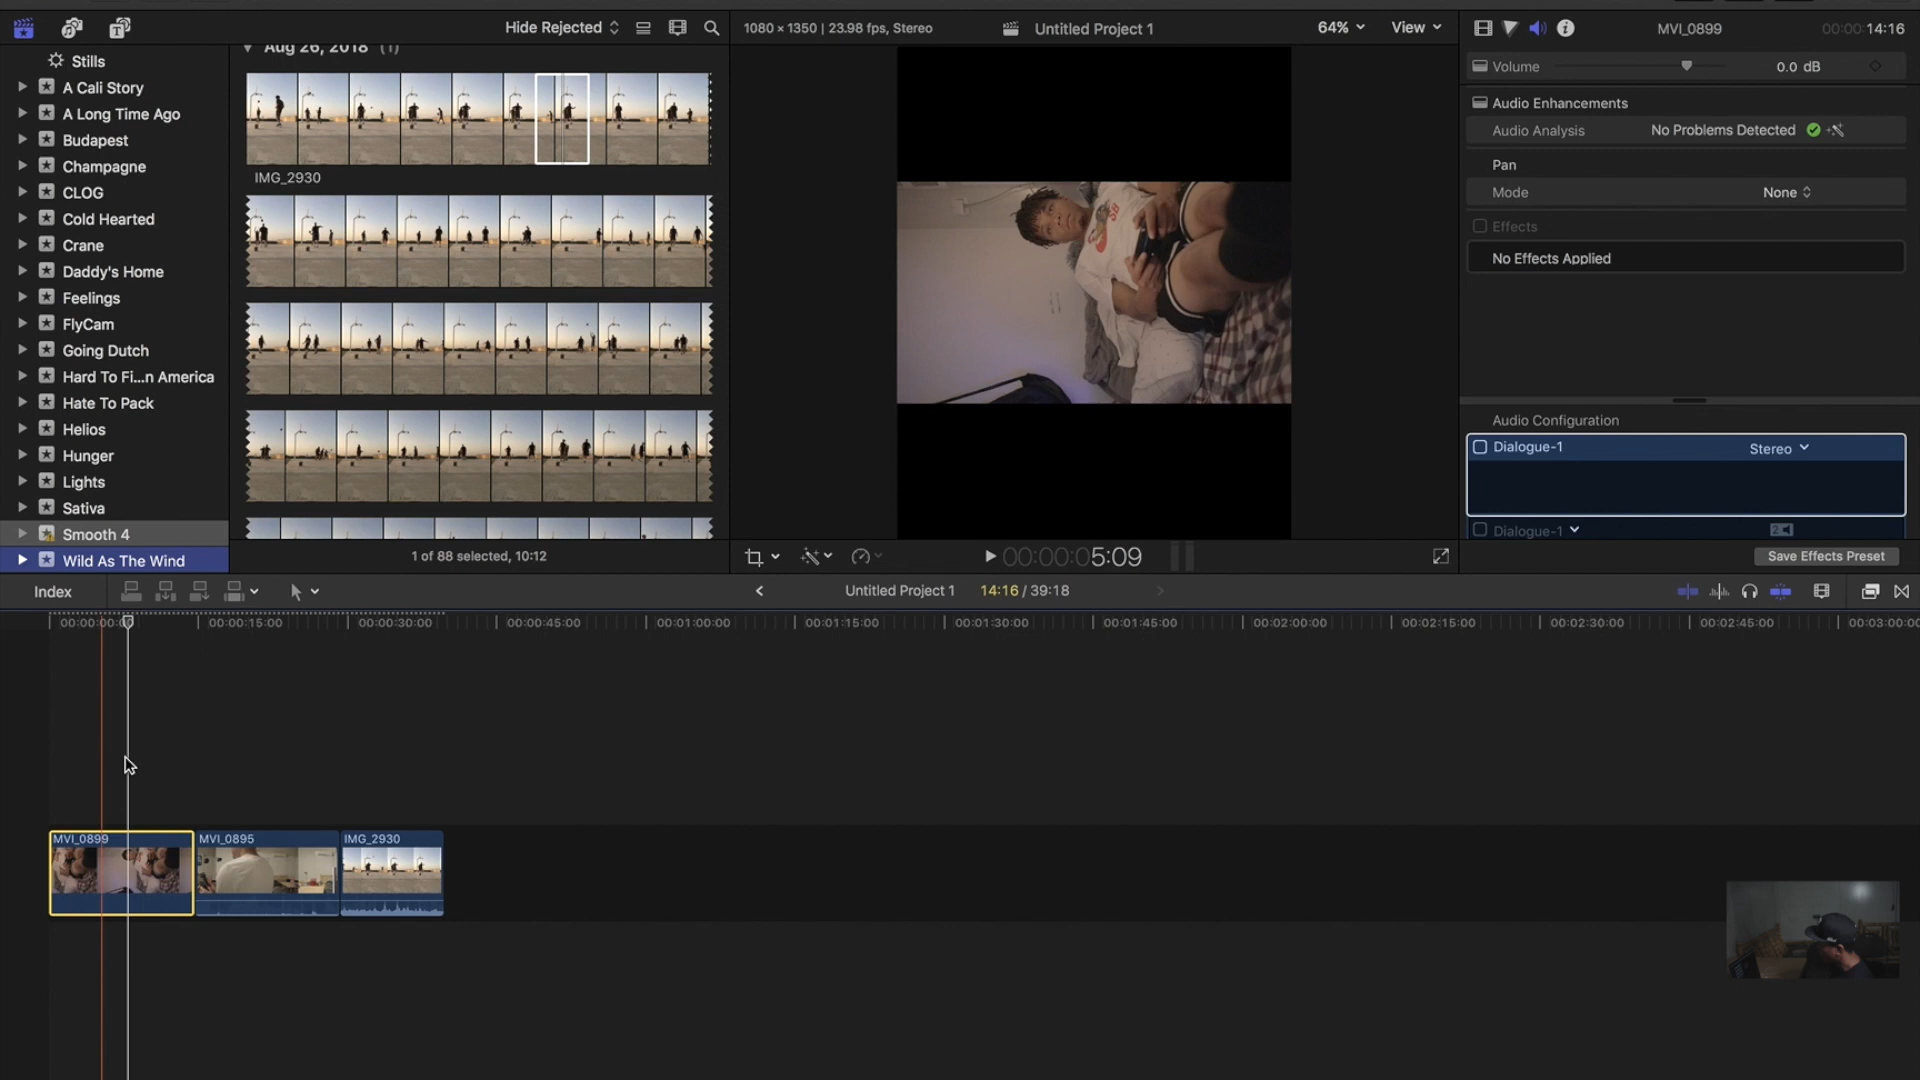 Hide Rejected
1080 × 1350 | 23.98 fps, Stereo
Untitled Project 1
64%
View
MVI_0899
00:00:14:16
Stills
A Cali Story
A Long Time Ago
Budapest
Champagne
CLOG
Cold Hearted
Crane
Daddy's Home
Feelings
FlyCam
Going Dutch
Hard To Fi...n America
Hate To Pack
Helios
Hunger
Lights
Sativa
Smooth 4
Wild As The Wind
Aug 26, 2018 (1)
IMG_2930
1 of 88 selected, 10:12
00:00:05:09
Volume
0.0 dB
Audio Enhancements
Audio Analysis
No Problems Detected
Pan
Mode
None
Effects
No Effects Applied
Audio Configuration
Dialogue-1
Stereo
Dialogue-1
2
Save Effects Preset
Index
Untitled Project 1
14:16 / 39:18
00:00:00:0
00:00:15:00
00:00:30:00
00:00:45:00
00:01:00:00
00:01:15:00
00:01:30:00
00:01:45:00
00:02:00:00
00:02:15:00
00:02:30:00
00:02:45:00
00:03:00:00
MVI_0899
MVI_0895
IMG_2930